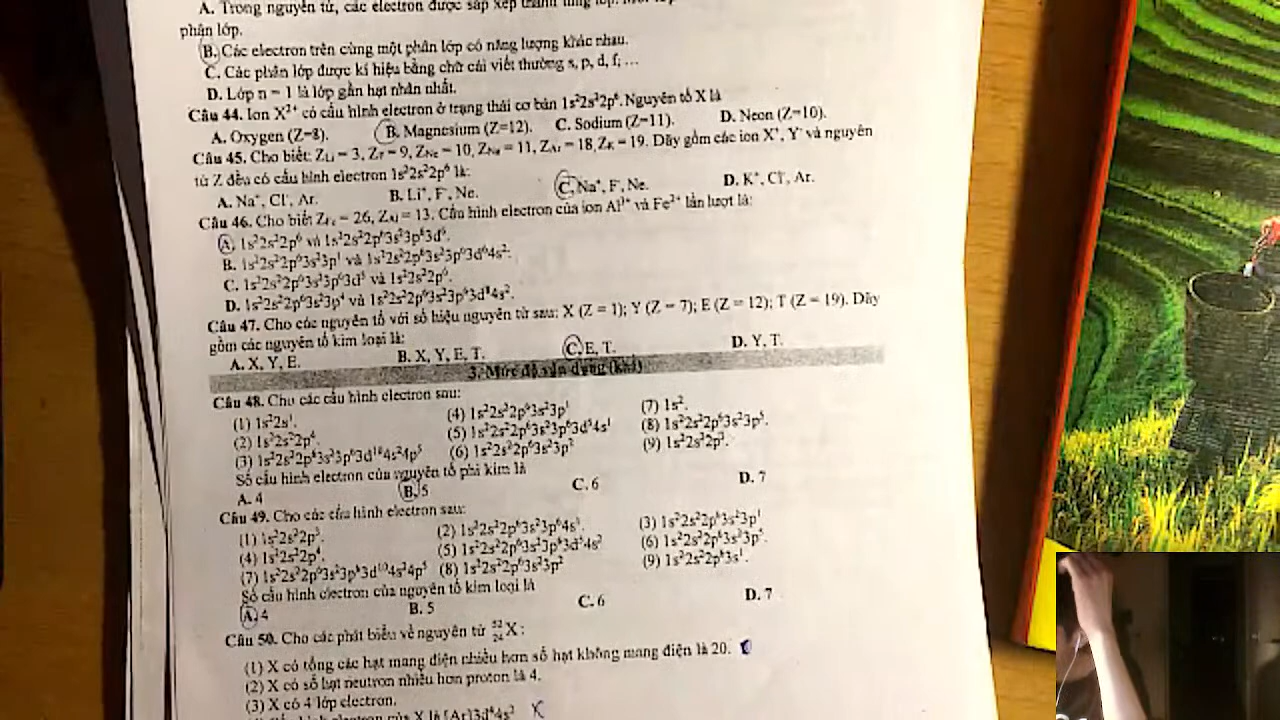 A. Trong nguyên tử, các electron được sắp xếp thành từng lớp.
phân lớp.
B. Các electron trên cùng một phân lớp có năng lượng khác nhau.
C. Các phân lớp được kí hiệu bằng chữ cái viết thường s, p, d, f, ...
D. Lớp n = 1 là lớp gần hạt nhân nhất.
Câu 44. Ion X²⁺ có cấu hình electron ở trạng thái cơ bản 1s²2s²2p⁶. Nguyên tố X là
A. Oxygen (Z=8). B. Magnesium (Z=12). C. Sodium (Z=11). D. Neon (Z=10).
Câu 45. Cho biết: Z_Li = 3, Z_F = 9, Z_Ne = 10, Z_Na = 11, Z_Ar = 18, Z_K = 19. Dãy gồm các ion X⁺, Y⁻ và nguyên
tử Z đều có cấu hình electron 1s²2s²2p⁶ là:
A. Na⁺, Cl⁻, Ar. B. Li⁺, F⁻, Ne. C. Na⁺, F⁻, Ne. D. K⁺, Cl⁻, Ar.
Câu 46. Cho biết Z_Fe = 26, Z_Al = 13. Cấu hình electron của ion Al³⁺ và Fe²⁺ lần lượt là:
A. 1s²2s²2p⁶ và 1s²2s²2p⁶3s²3p⁶3d⁶.
B. 1s²2s²2p⁶3s²3p¹ và 1s²2s²2p⁶3s²3p⁶3d⁶4s².
C. 1s²2s²2p⁶3s²3p⁶3d⁵ và 1s²2s²2p⁶.
D. và
Câu 47. Cho các nguyên tố với số hiệu nguyên tử sau: X (Z = 1); Y (Z = 7); E (Z = 12); T (Z = 19). Dãy
gồm các nguyên tố kim loại là:
A. X, Y, E. B. X, Y, E, T. C. E, T. D. Y, T.
3. Mức độ vận dụng (khá)
Câu 48. Cho các cấu hình electron sau:
(1) 1s²2s¹. (4) 1s²2s²2p⁶3s²3p¹ (7) 1s².
(2) 1s²2s²2p⁴. (5) 1s²2s²2p⁶3s²3p⁶3d⁵4s¹ (8) 1s²2s²2p⁶3s²3p⁵.
(3) 1s²2s²2p⁶3s²3p⁶3d¹⁰4s²4p⁵ (6) 1s²2s²2p⁶3s²3p² (9) 1s²2s²2p³.
Số cấu hình electron của nguyên tố phi kim là
A. 4 B. 5 C. 6 D. 7
Câu 49. Cho các cấu hình electron sau:
(1) (2) (3) 1s²2s²2p⁶3s²3p¹
(4) 1s²2s²2p⁴. (5) (6)
(7) 1s²2s²2p⁶3s²3p⁶3d¹⁰4s²4p⁵ (8) 1s²2s²2p⁶3s²3p² (9) 1s²2s²2p⁶3s¹.
Số cấu hình electron của nguyên tố kim loại là
A. 4 B. 5 C. 6 D. 7
Câu 50. Cho các phát biểu về nguyên tử ⁵²₂₄X:
(1) X có tổng các hạt mang điện nhiều hơn số hạt không mang điện là 20.
(2) X có số hạt neutron nhiều hơn proton là 4.
(3) X có 4 lớp electron.